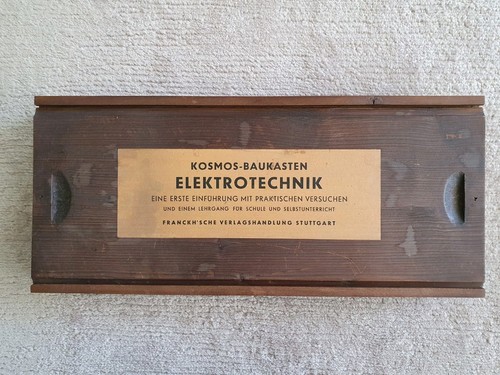 KOSMOS-BAUKASTEN
ELEKTROTECHNIK
EINE ERSTE EINFÜHRUNG MIT PRAKTISCHEN VERSUCHEN
UND EINEM LEHRGANG FÜR SCHULE UND SELBSTUNTERRICHT
FRANCKH'SCHE VERLAGSHANDLUNG STUTTGART